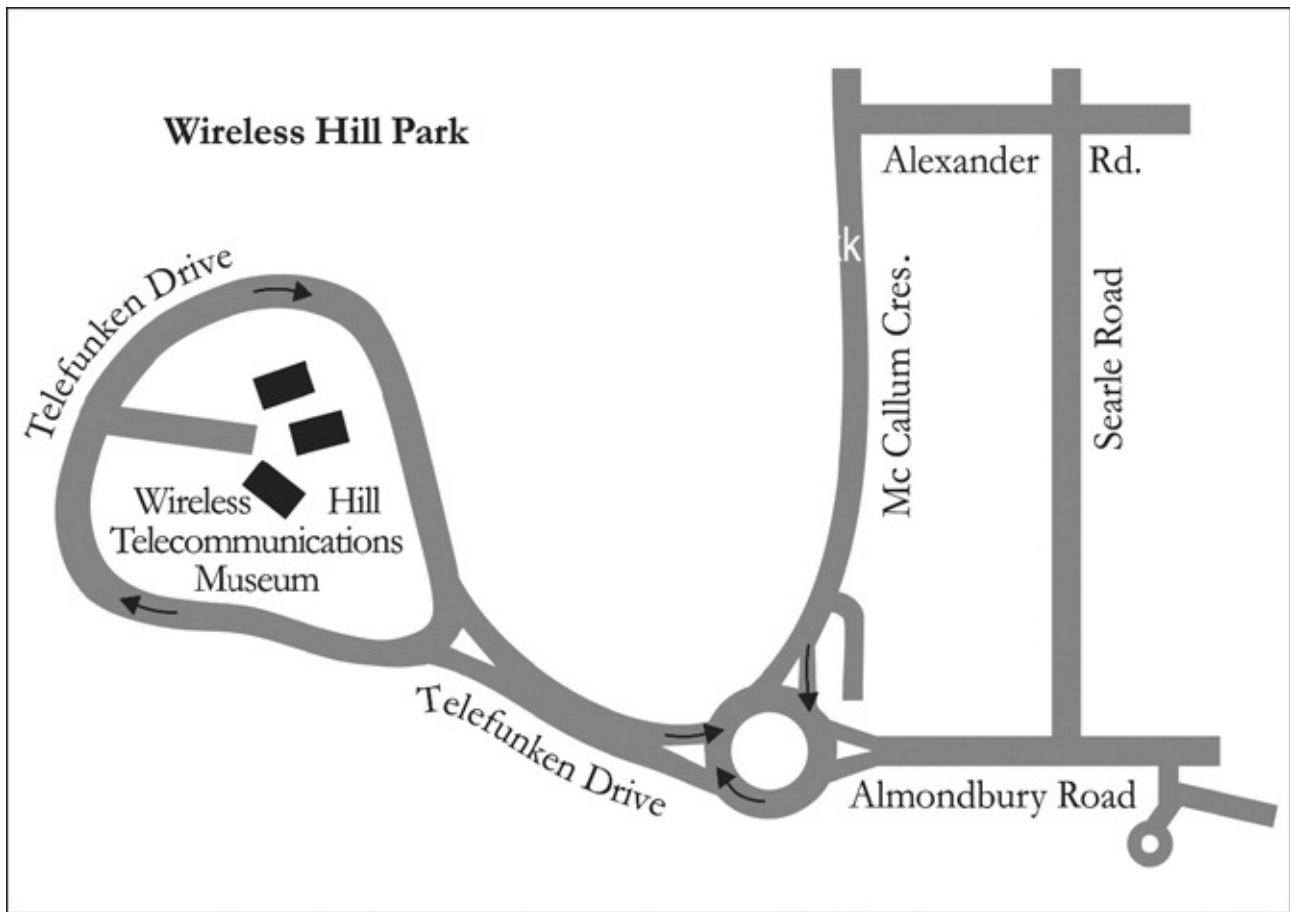 Wireless Hill Park
Alexander Rd.
Telefunken Drive
Mc Callum Cres.
Searle Road
Wireless Hill
Telecommunications
Museum
Telefunken Drive
Almondbury Road